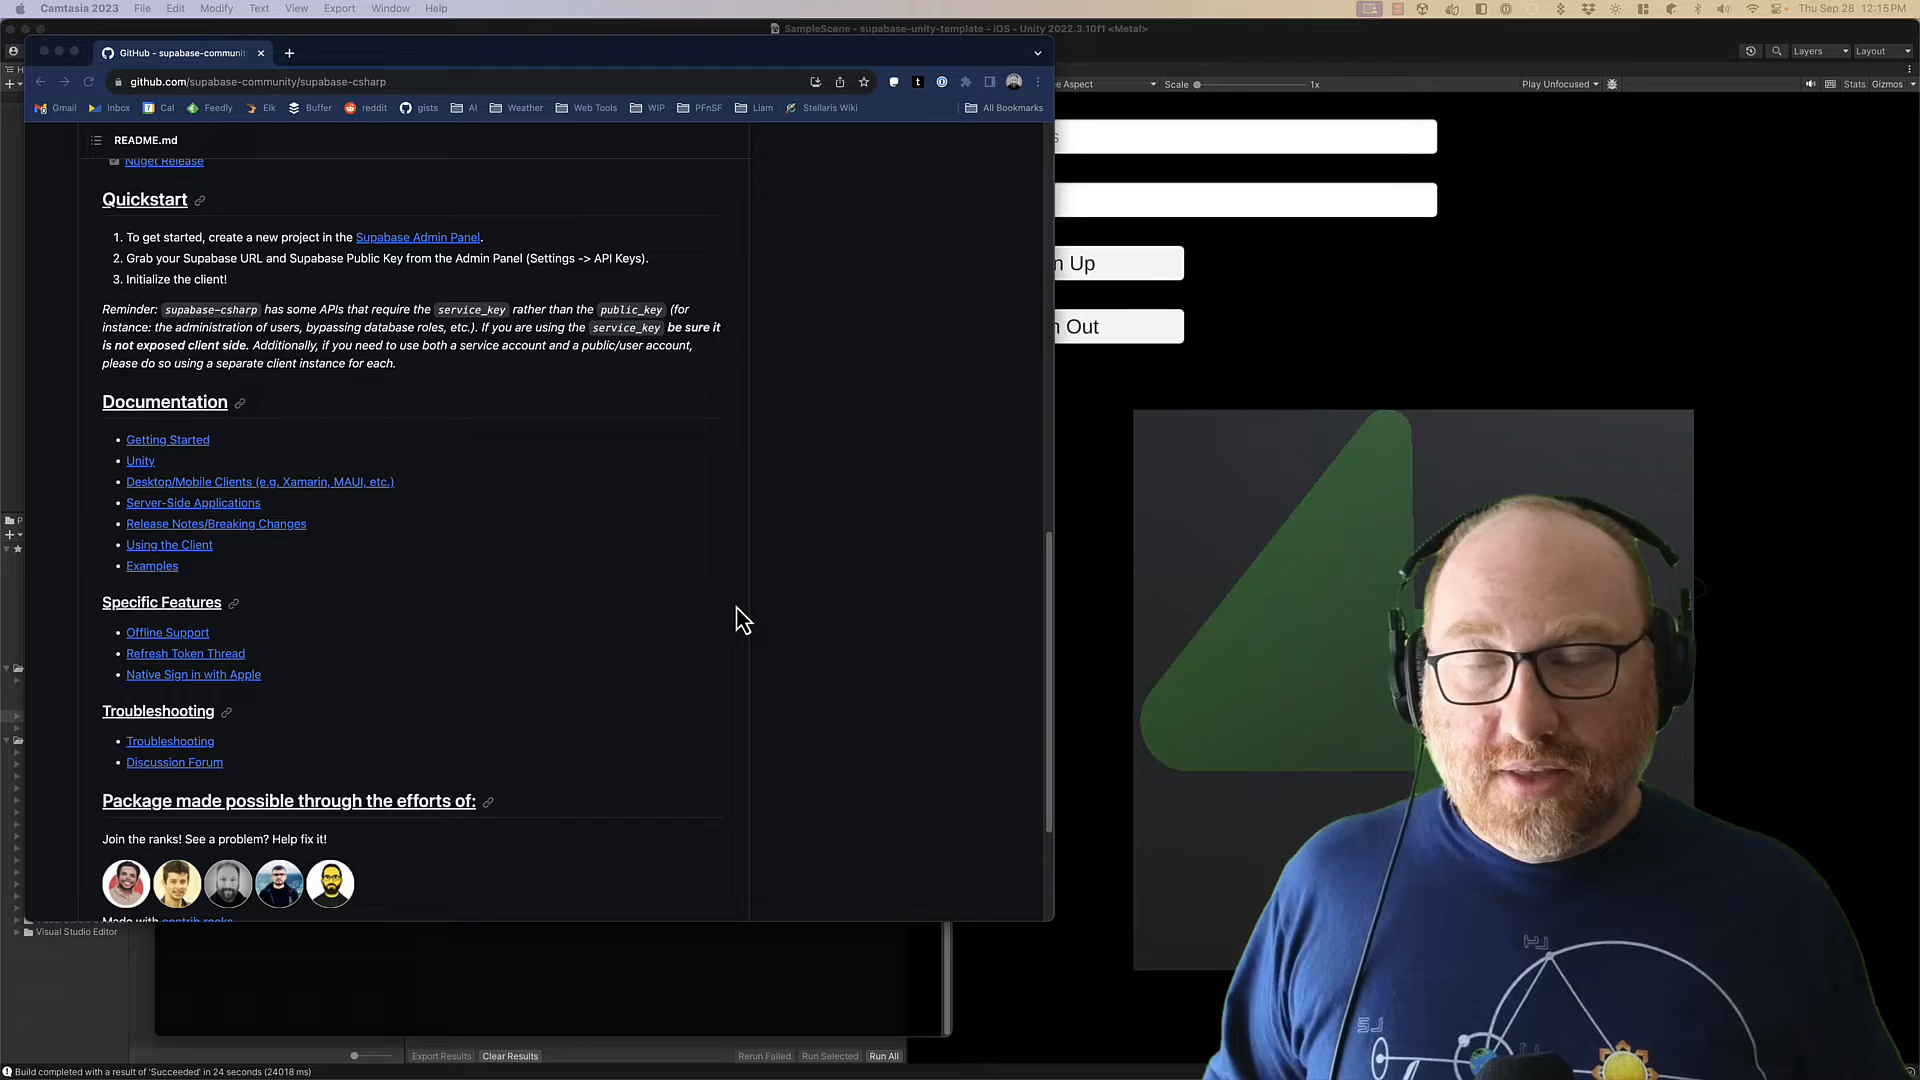 Camtasia 2023 File Edit Modify Text View Export Window Help Thu Sep 28 12:15 PM
SampleScene - supabase-unity-template - iOS - Unity 2022.3.10f1 <Metal>
GitHub - supabase-communit
Layers Layout
github.com/supabase-community/supabase-csharp
Aspect Scale 1x Play Unfocused Stats Gizmos
Gmail Inbox Cal Feedly Elk Buffer reddit gists AI Weather Web Tools WIP PFnSF Liam Stellaris Wiki All Bookmarks
README.md
Nuget Release
Quickstart
1. To get started, create a new project in the Supabase Admin Panel.
2. Grab your Supabase URL and Supabase Public Key from the Admin Panel (Settings -> API Keys).
3. Initialize the client!
n Up
Reminder: supabase-csharp has some APIs that require the service_key rather than the public_key (for
instance: the administration of users, bypassing database roles, etc.). If you are using the service_key be sure it
is not exposed client side. Additionally, if you need to use both a service account and a public/user account,
please do so using a separate client instance for each.
n Out
Documentation
Getting Started
Unity
Desktop/Mobile Clients (e.g. Xamarin, MAUI, etc.)
Server-Side Applications
Release Notes/Breaking Changes
Using the Client
Examples
Specific Features
Offline Support
Refresh Token Thread
Native Sign in with Apple
Troubleshooting
Troubleshooting
Discussion Forum
Package made possible through the efforts of:
Join the ranks! See a problem? Help fix it!
Made with contrib.rocks
Visual Studio Editor
Export Results Clear Results Rerun Failed Run Selected Run All
Build completed with a result of 'Succeeded' in 24 seconds (24018 ms)